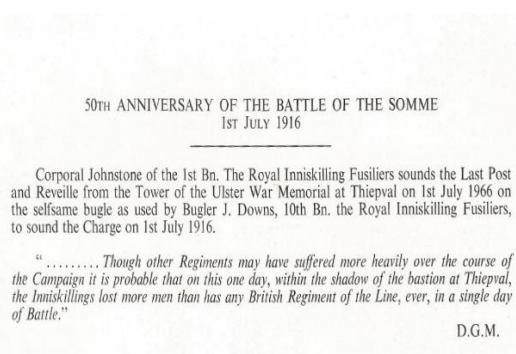 50TH ANNIVERSARY OF THE BATTLE OF THE SOMME
1ST JULY 1916
Corporal Johnstone of the 1st Bn. The Royal Inniskilling Fusiliers sounds the Last Post
and Reveille from the Tower of the Ulster War Memorial at Thiepval on 1st July 1966 on
the selfsame bugle as used by Bugler J. Downs, 10th Bn. the Royal Inniskilling Fusiliers,
to sound the Charge on 1st July 1916.
“ ......... Though other Regiments may have suffered more heavily over the course of
the Campaign it is probable that on this one day, within the shadow of the bastion at Thiepval,
the Inniskillings lost more men than has any British Regiment of the Line, ever, in a single day
of Battle.”
D.G.M.